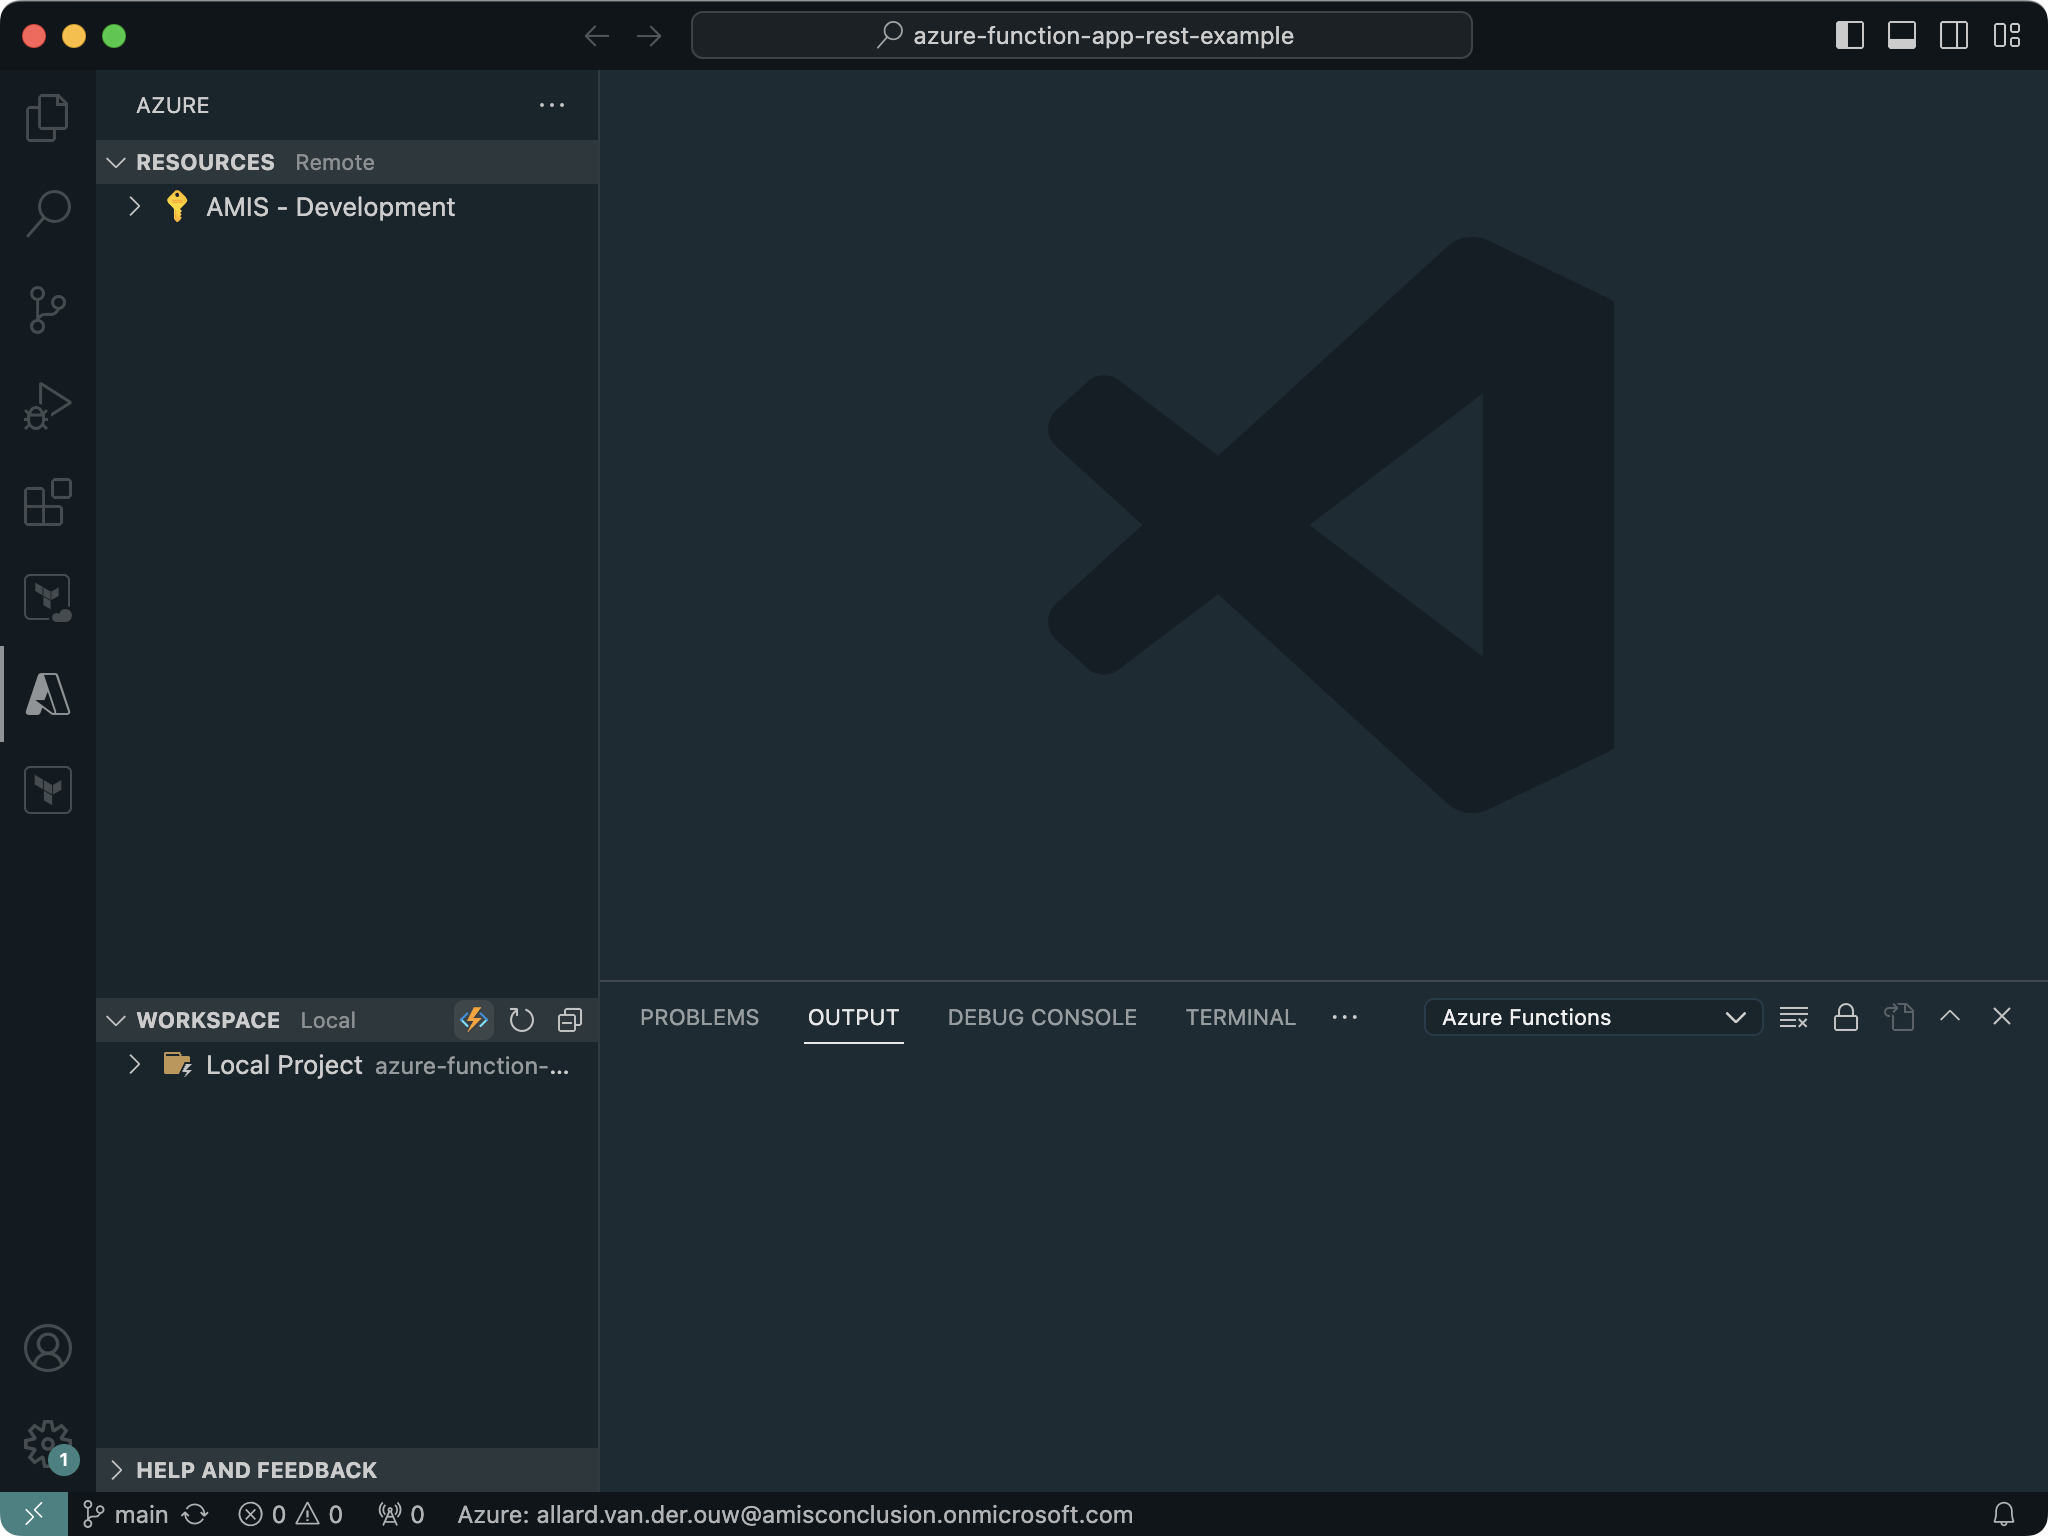 azure-function-app-rest-example
AZURE
RESOURCES Remote
AMIS - Development
WORKSPACE Local
Local Project azure-function-...
HELP AND FEEDBACK
PROBLEMS OUTPUT DEBUG CONSOLE TERMINAL Azure Functions
1
main 0 0 0 Azure: allard.van.der.ouw@amisconclusion.onmicrosoft.com